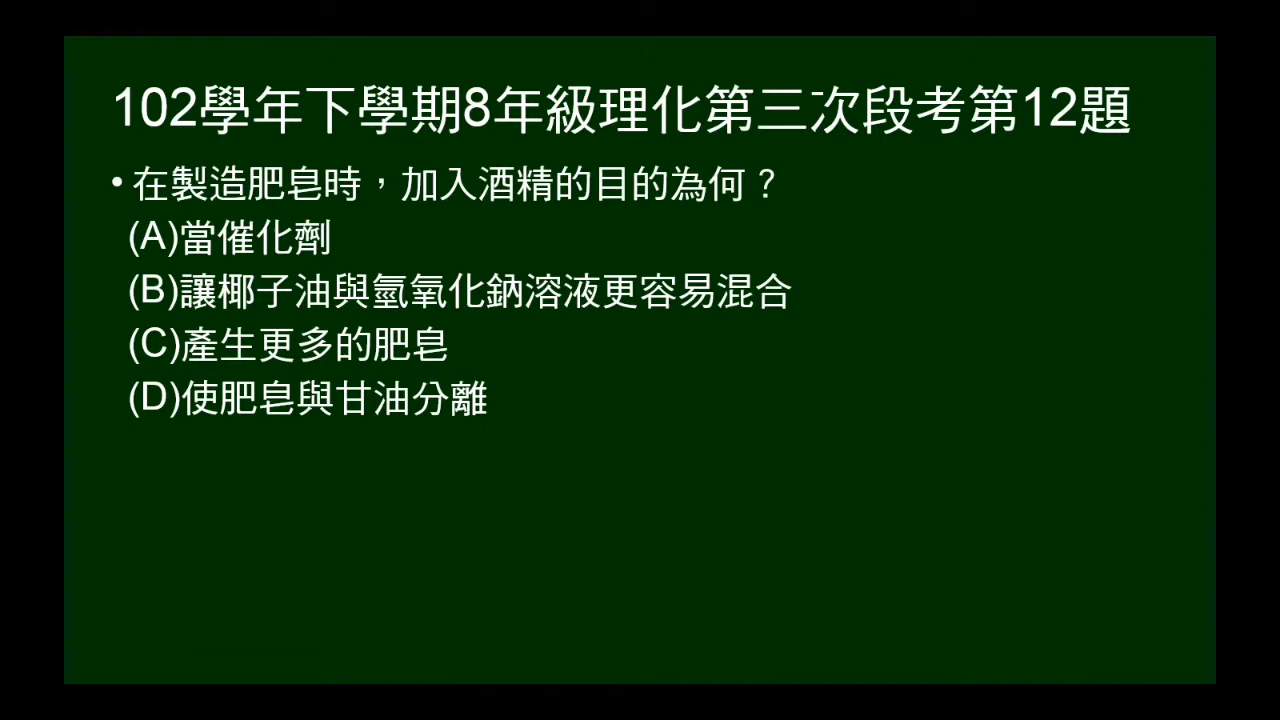 102學年下學期8年級理化第三次段考第12題
•在製造肥皂時，加入酒精的目的為何？
(A)當催化劑
(B)讓椰子油與氫氧化鈉溶液更容易混合
(C)產生更多的肥皂
(D)使肥皂與甘油分離